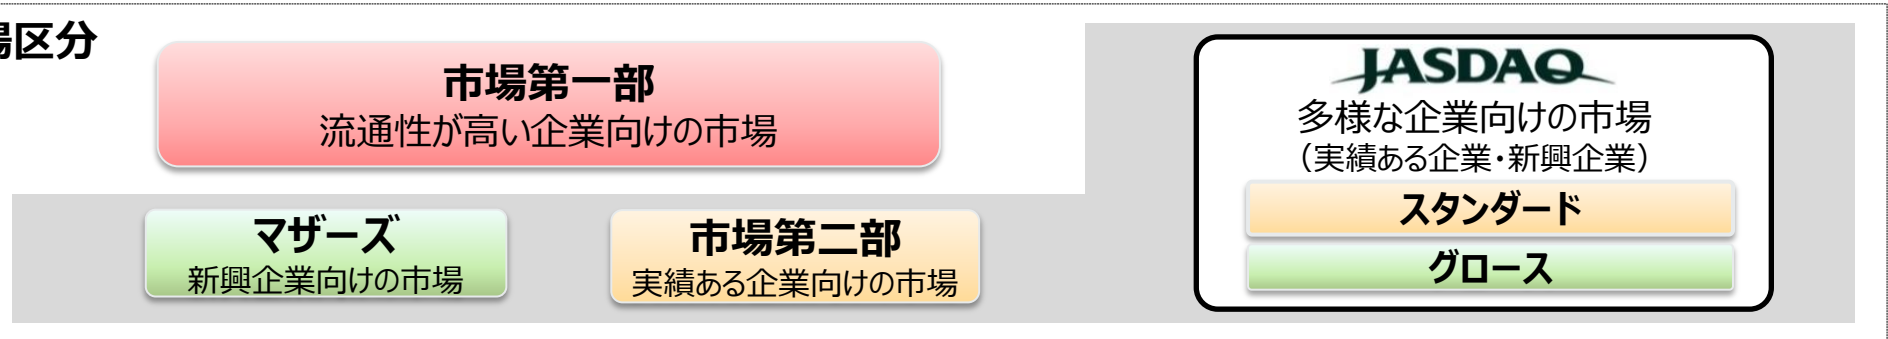 場区分
市場第一部
流通性が高い企業向けの市場
マザーズ
新興企業向けの市場
市場第二部
実績ある企業向けの市場
JASDAQ
多様な企業向けの市場
（実績ある企業・新興企業）
スタンダード
グロース